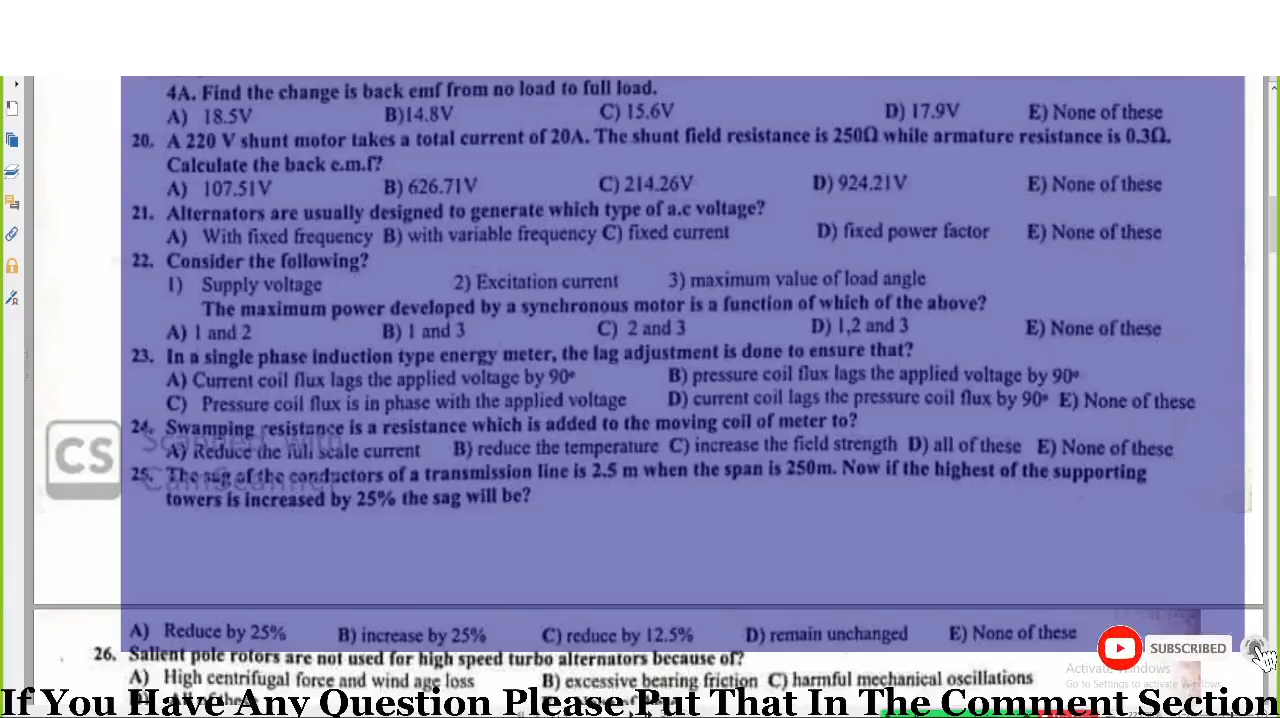 4A. Find the change is back emf from no load to full load.
A) 18.5V B)14.8V C) 15.6V D) 17.9V E) None of these
20. A 220 V shunt motor takes a total current of 20A. The shunt field resistance is 250Ω while armature resistance is 0.3Ω.
Calculate the back e.m.f?
A) 107.51V B) 626.71V C) 214.26V D) 924.21V E) None of these
21. Alternators are usually designed to generate which type of a.c voltage?
A) With fixed frequency B) with variable frequency C) fixed current D) fixed power factor E) None of these
22. Consider the following?
1) Supply voltage 2) Excitation current 3) maximum value of load angle
The maximum power developed by a synchronous motor is a function of which of the above?
A) 1 and 2 B) 1 and 3 C) 2 and 3 D) 1,2 and 3 E) None of these
23. In a single phase induction type energy meter, the lag adjustment is done to ensure that?
A) Current coil flux lags the applied voltage by 90° B) pressure coil flux lags the applied voltage by 90°
C) Pressure coil flux is in phase with the applied voltage D) current coil lags the pressure coil flux by 90° E) None of these
24. Swamping resistance is a resistance which is added to the moving coil of meter to?
A) Reduce the full scale current B) reduce the temperature C) increase the field strength D) all of these E) None of these
CS Scanned with CamScanner
25. The sag of the conductors of a transmission line is 2.5 m when the span is 250m. Now if the highest of the supporting
towers is increased by 25% the sag will be?
A) Reduce by 25% B) increase by 25% C) reduce by 12.5% D) remain unchanged E) None of these
SUBSCRIBED
26. Salient pole rotors are not used for high speed turbo alternators because of?
Activate Windows
A) High centrifugal force and wind age B) excessive bearing friction C) harmful mechanical oscillations
Go to Settings to activate Windows.
If You Have Any Question Please Put That In The Comment Section